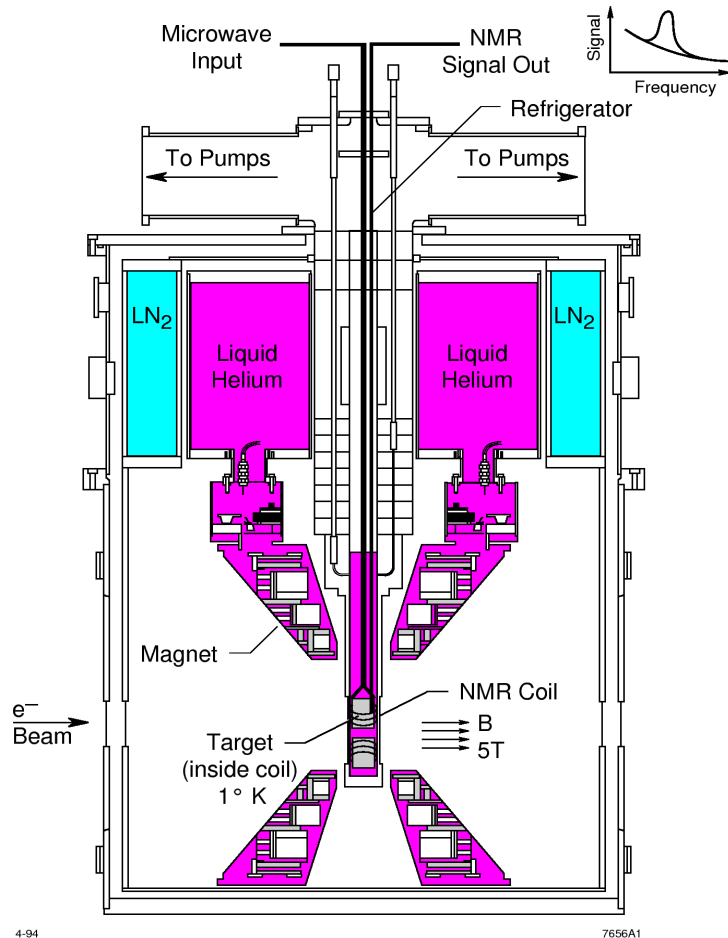 Microwave
Input
NMR
Signal Out
Signal
Frequency
Refrigerator
To Pumps
To Pumps
LN2
Liquid
Helium
Liquid
Helium
LN2
Magnet
NMR Coil
e–
Beam
Target
(inside coil)
1° K
B
5T
4-94
7656A1